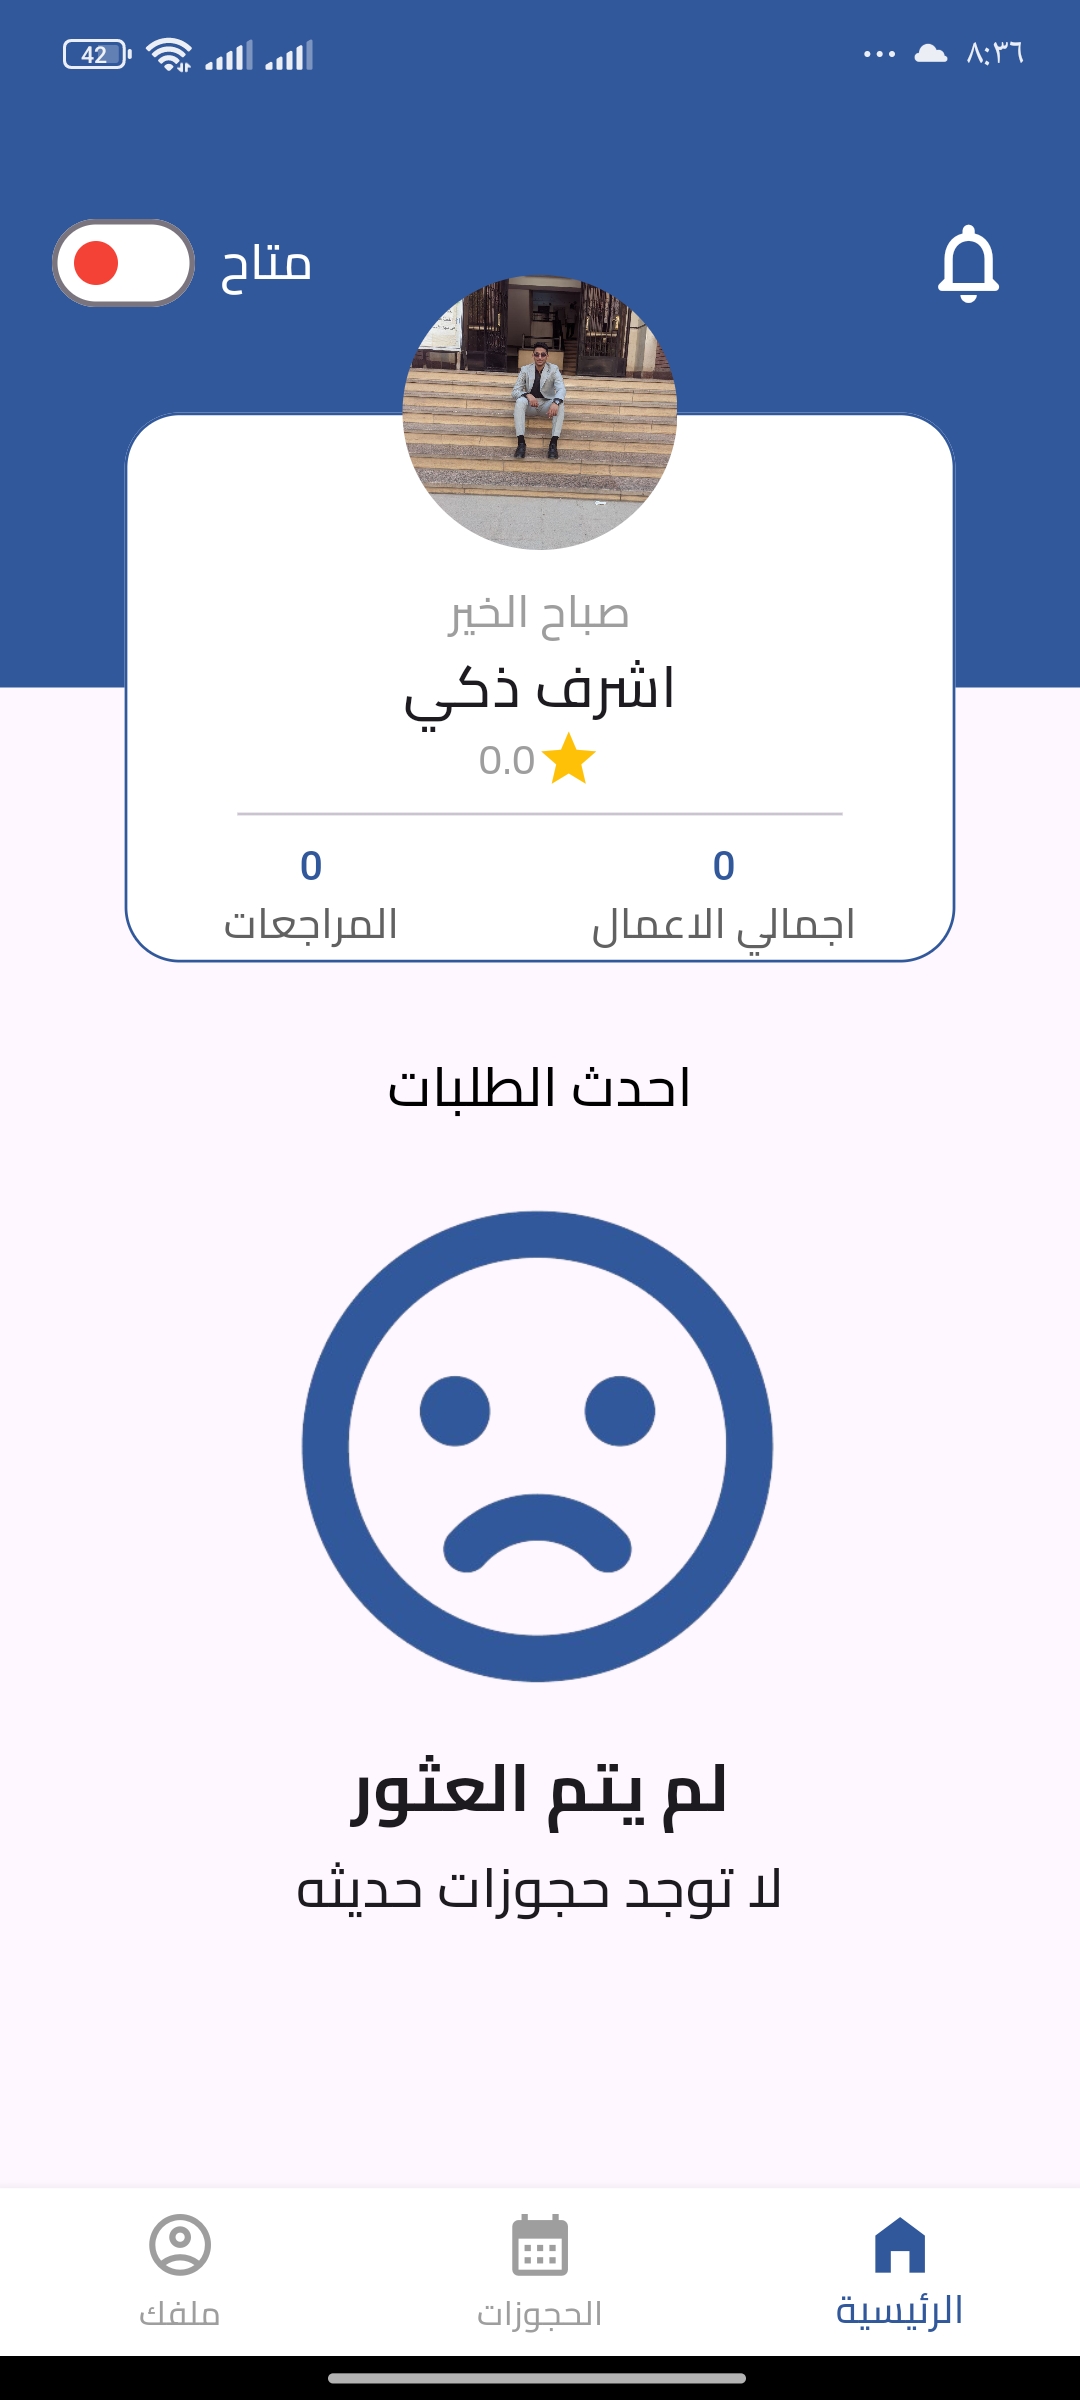 42
٨:٣٦
متاح
صباح الخير
اشرف ذكي
0.0
0
0
اجمالي الاعمال
المراجعات
احدث الطلبات
لم يتم العثور
لا توجد حجوزات حديثه
الرئيسية
الحجوزات
ملفك